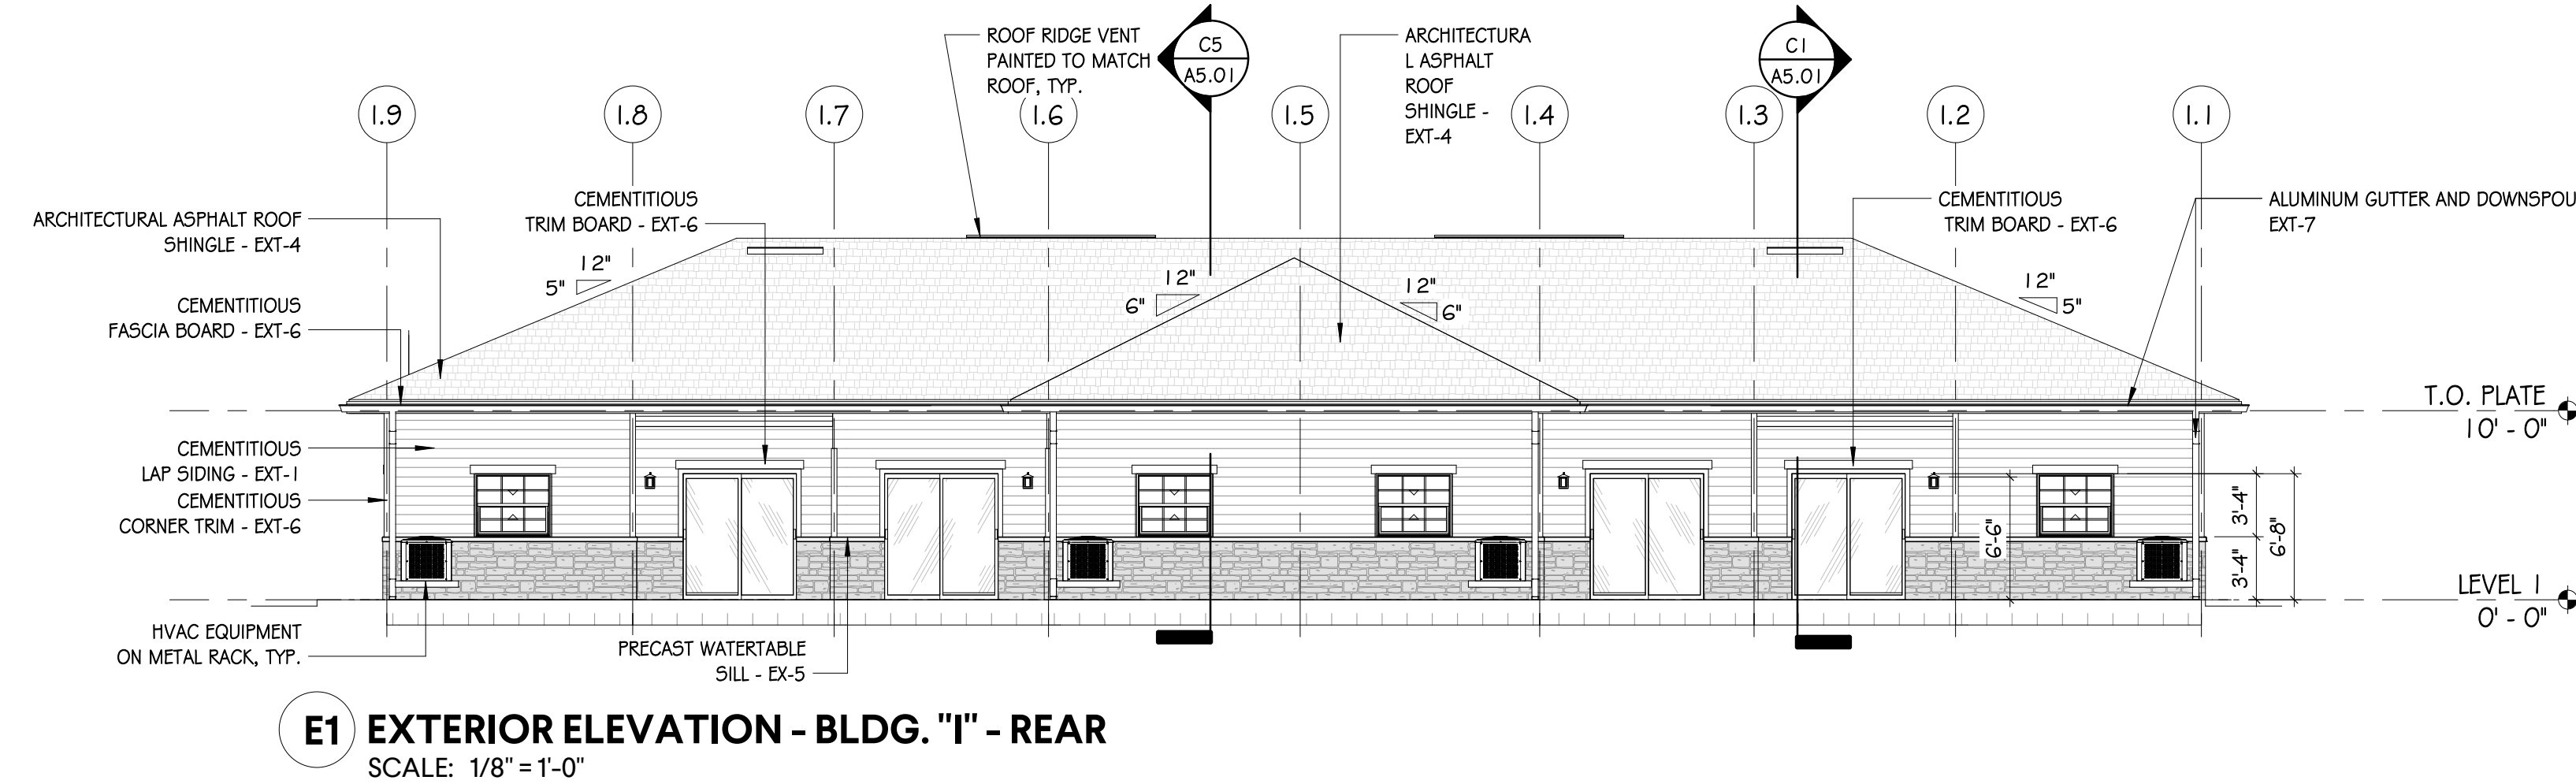 ROOF RIDGE VENT
PAINTED TO MATCH
ROOF, TYP.
C5
A5.01
ARCHITECTURA
L ASPHALT
ROOF
SHINGLE -
EXT-4
C1
A5.01
1.9
1.8
1.7
1.6
1.5
1.4
1.3
1.2
1.1
ARCHITECTURAL ASPHALT ROOF
SHINGLE - EXT-4
CEMENTITIOUS
TRIM BOARD - EXT-6
CEMENTITIOUS
TRIM BOARD - EXT-6
ALUMINUM GUTTER AND DOWNSPOU
EXT-7
12"
5"
12"
6"
12"
6"
12"
5"
CEMENTITIOUS
FASCIA BOARD - EXT-6
T.O. PLATE
10' - 0"
CEMENTITIOUS
LAP SIDING - EXT-1
CEMENTITIOUS
CORNER TRIM - EXT-6
6'-6"
3'-4"
3'-4"
6'-8"
LEVEL 1
0' - 0"
HVAC EQUIPMENT
ON METAL RACK, TYP.
PRECAST WATERTABLE
SILL - EX-5
E1 EXTERIOR ELEVATION - BLDG. "I" - REAR
SCALE: 1/8" = 1'-0"